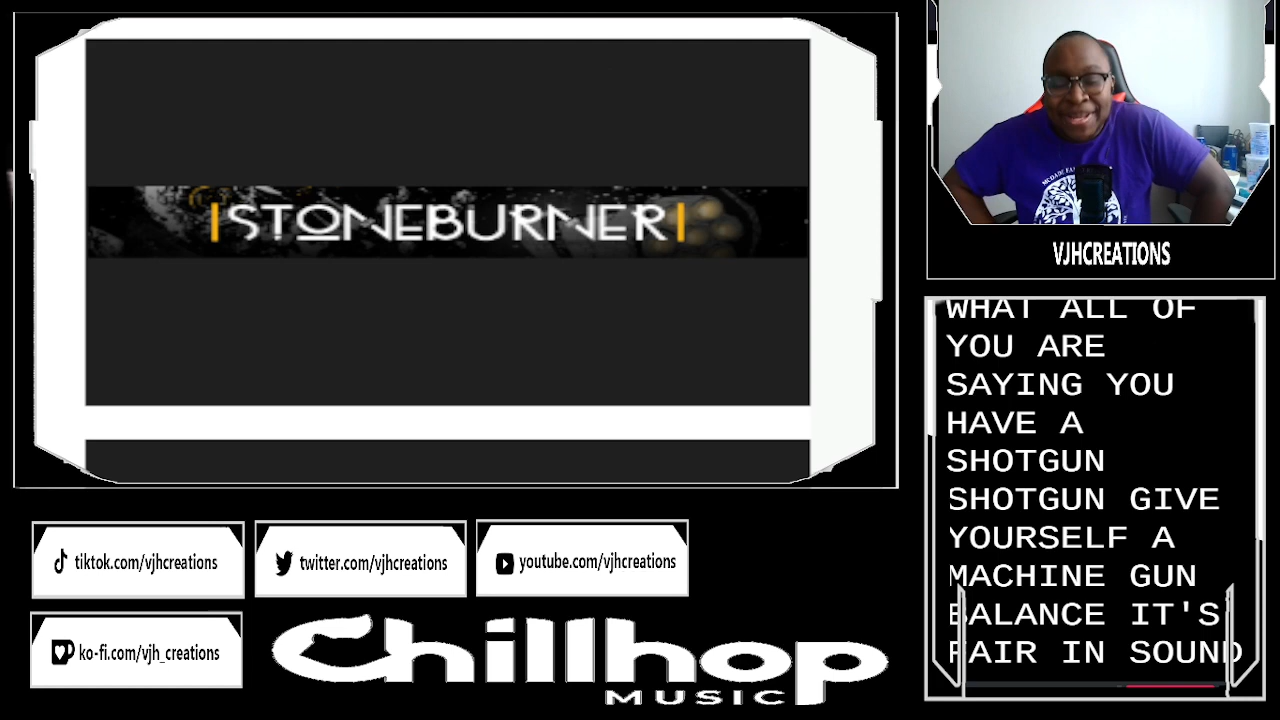 |STONEBURNER|
VJHCREATIONS
WHAT ALL OF
YOU ARE
SAYING YOU
HAVE A
SHOTGUN
SHOTGUN GIVE
YOURSELF A
MACHINE GUN
BALANCE IT'S
FAIR IN SOUND
tiktok.com/vjhcreations
twitter.com/vjhcreations
youtube.com/vjhcreations
ko-fi.com/vjh_creations
Chillhop
MUSIC